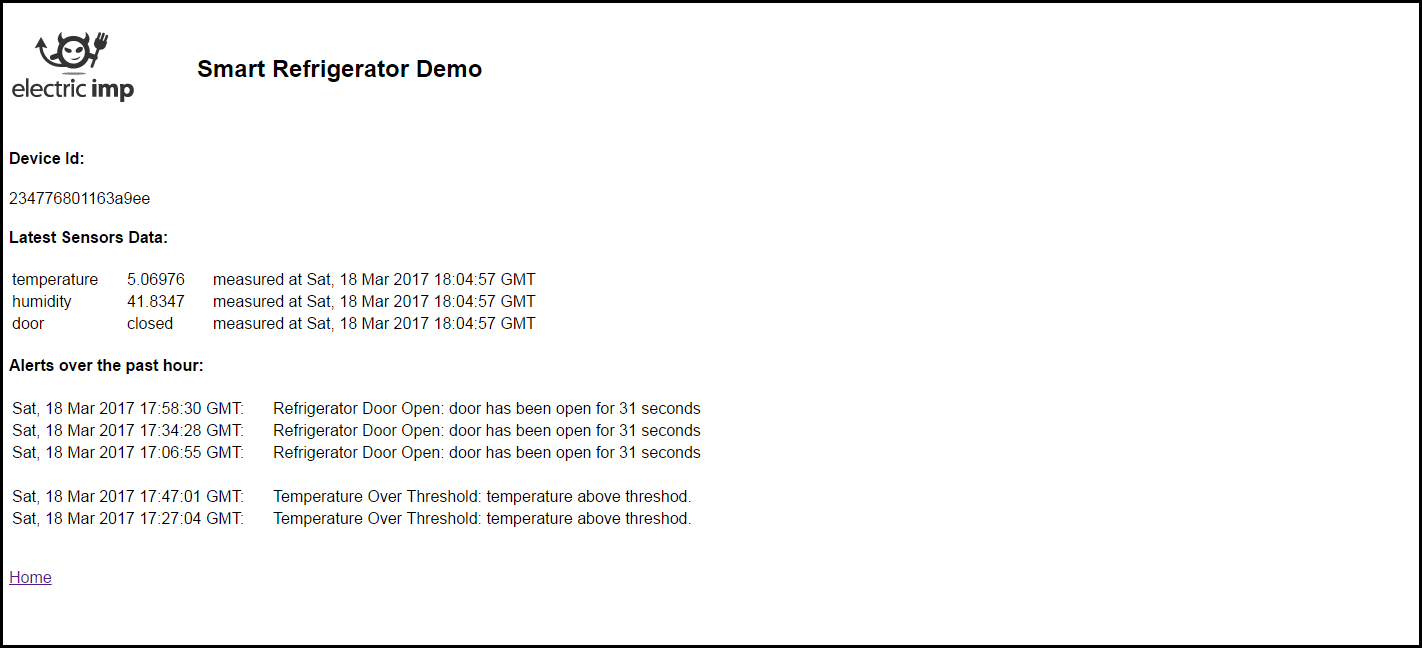 electric imp
Smart Refrigerator Demo
Device Id:
234776801163a9ee
Latest Sensors Data:
temperature 5.06976 measured at Sat, 18 Mar 2017 18:04:57 GMT
humidity 41.8347 measured at Sat, 18 Mar 2017 18:04:57 GMT
door closed measured at Sat, 18 Mar 2017 18:04:57 GMT
Alerts over the past hour:
Sat, 18 Mar 2017 17:58:30 GMT: Refrigerator Door Open: door has been open for 31 seconds
Sat, 18 Mar 2017 17:34:28 GMT: Refrigerator Door Open: door has been open for 31 seconds
Sat, 18 Mar 2017 17:06:55 GMT: Refrigerator Door Open: door has been open for 31 seconds
Sat, 18 Mar 2017 17:47:01 GMT: Temperature Over Threshold: temperature above threshod.
Sat, 18 Mar 2017 17:27:04 GMT: Temperature Over Threshold: temperature above threshod.
Home